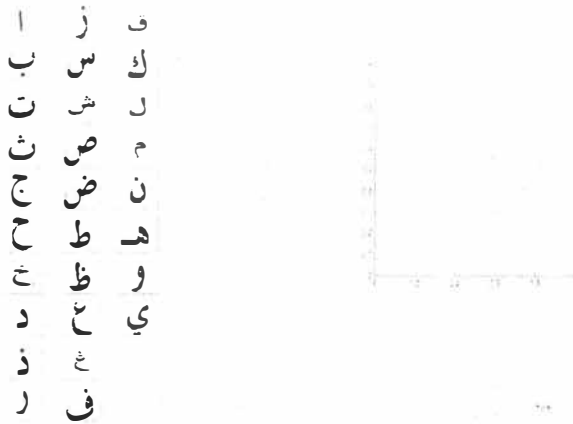 ا
ب
ت
ث
ج
ح
خ
د
ذ
ر
ز
س
ش
ص
ض
ط
ظ
ع
غ
ف
ق
ك
ل
م
ن
هـ
و
ي